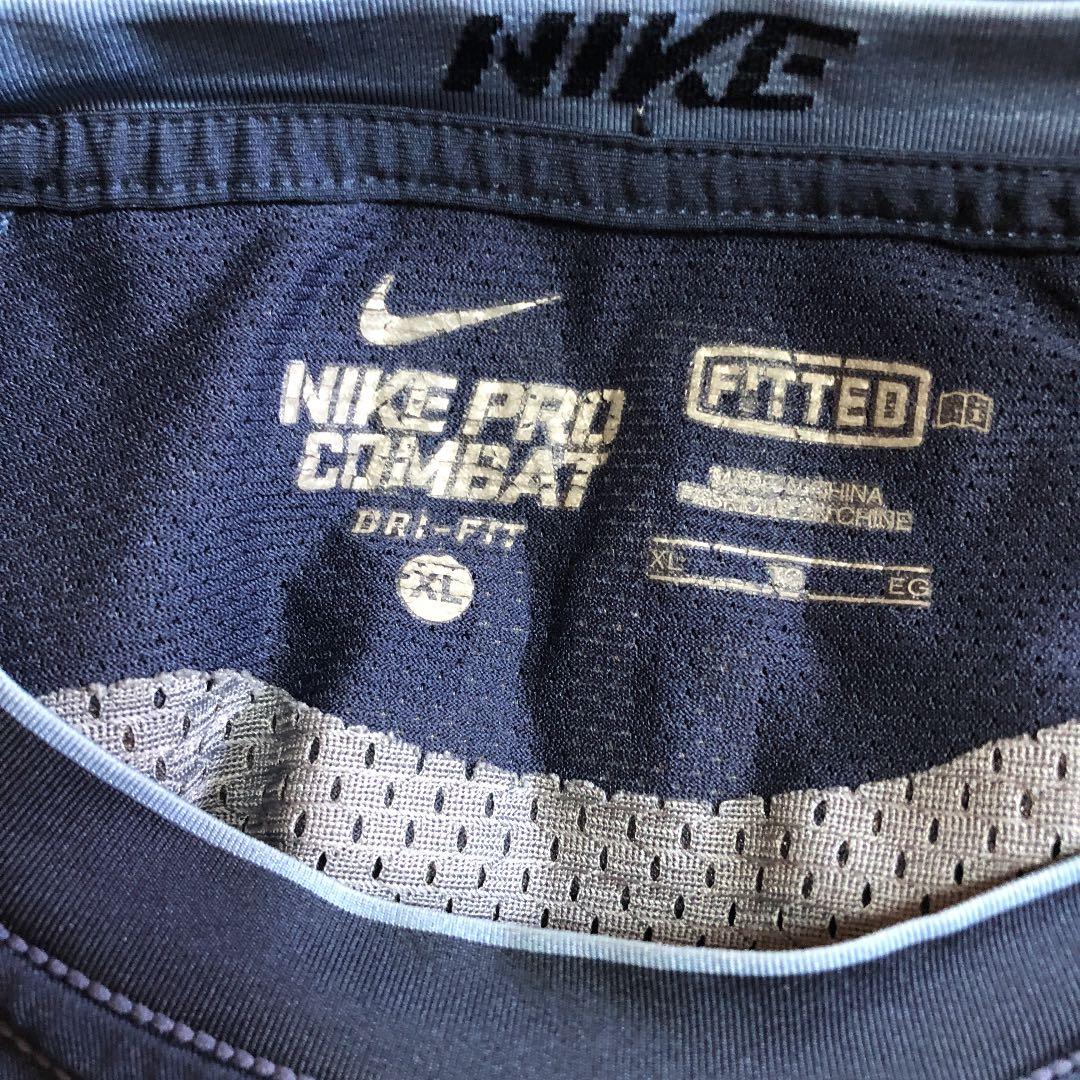 NIKE
NIKE PRO
COMBAT
DRI-FIT
XL
FITTED
CHINA
CHINE
XL EG